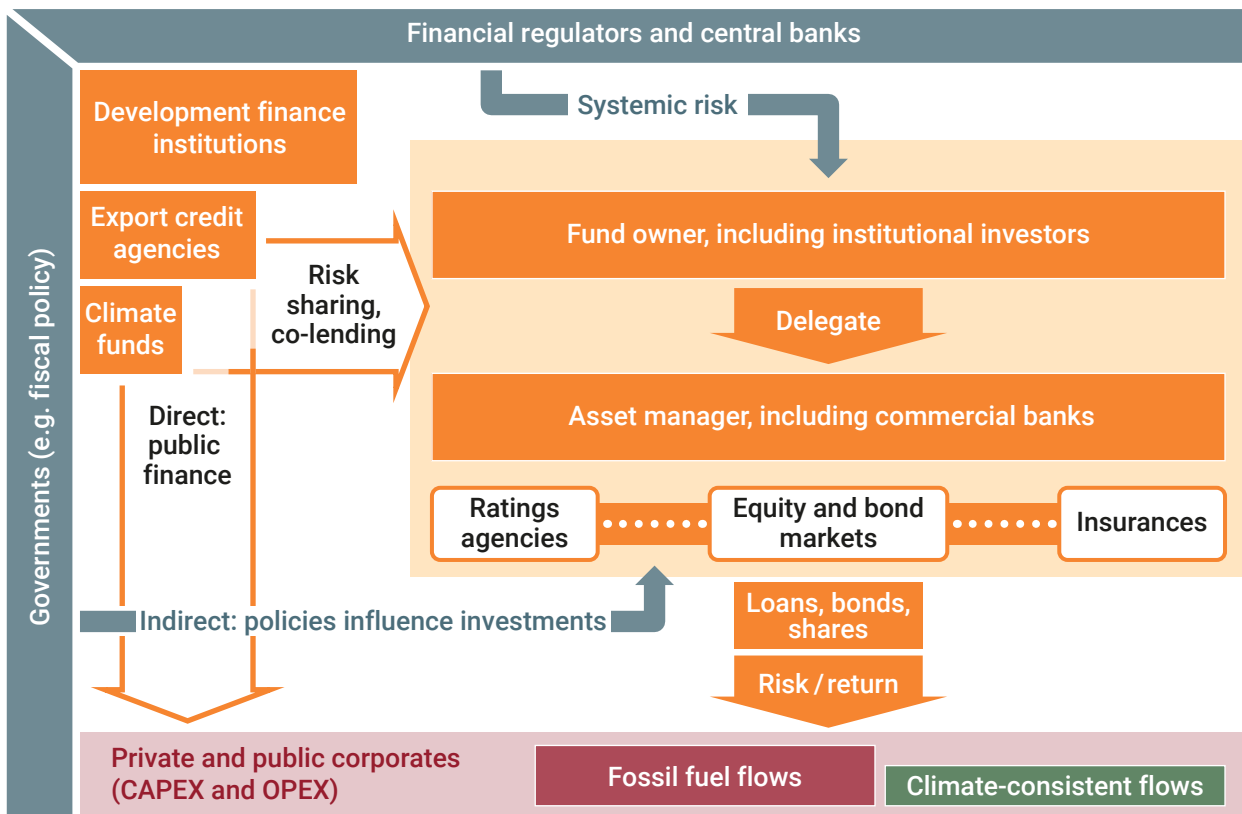 Financial regulators and central banks
Governments (e.g. fiscal policy)
Development finance
institutions
Systemic risk
Export credit
agencies
Fund owner, including institutional investors
Risk
sharing,
co-lending
Climate
funds
Delegate
Direct:
public
finance
Asset manager, including commercial banks
Ratings
agencies
Equity and bond
markets
Insurances
Indirect: policies influence investments
Loans, bonds,
shares
Risk / return
Private and public corporates
(CAPEX and OPEX)
Fossil fuel flows
Climate-consistent flows